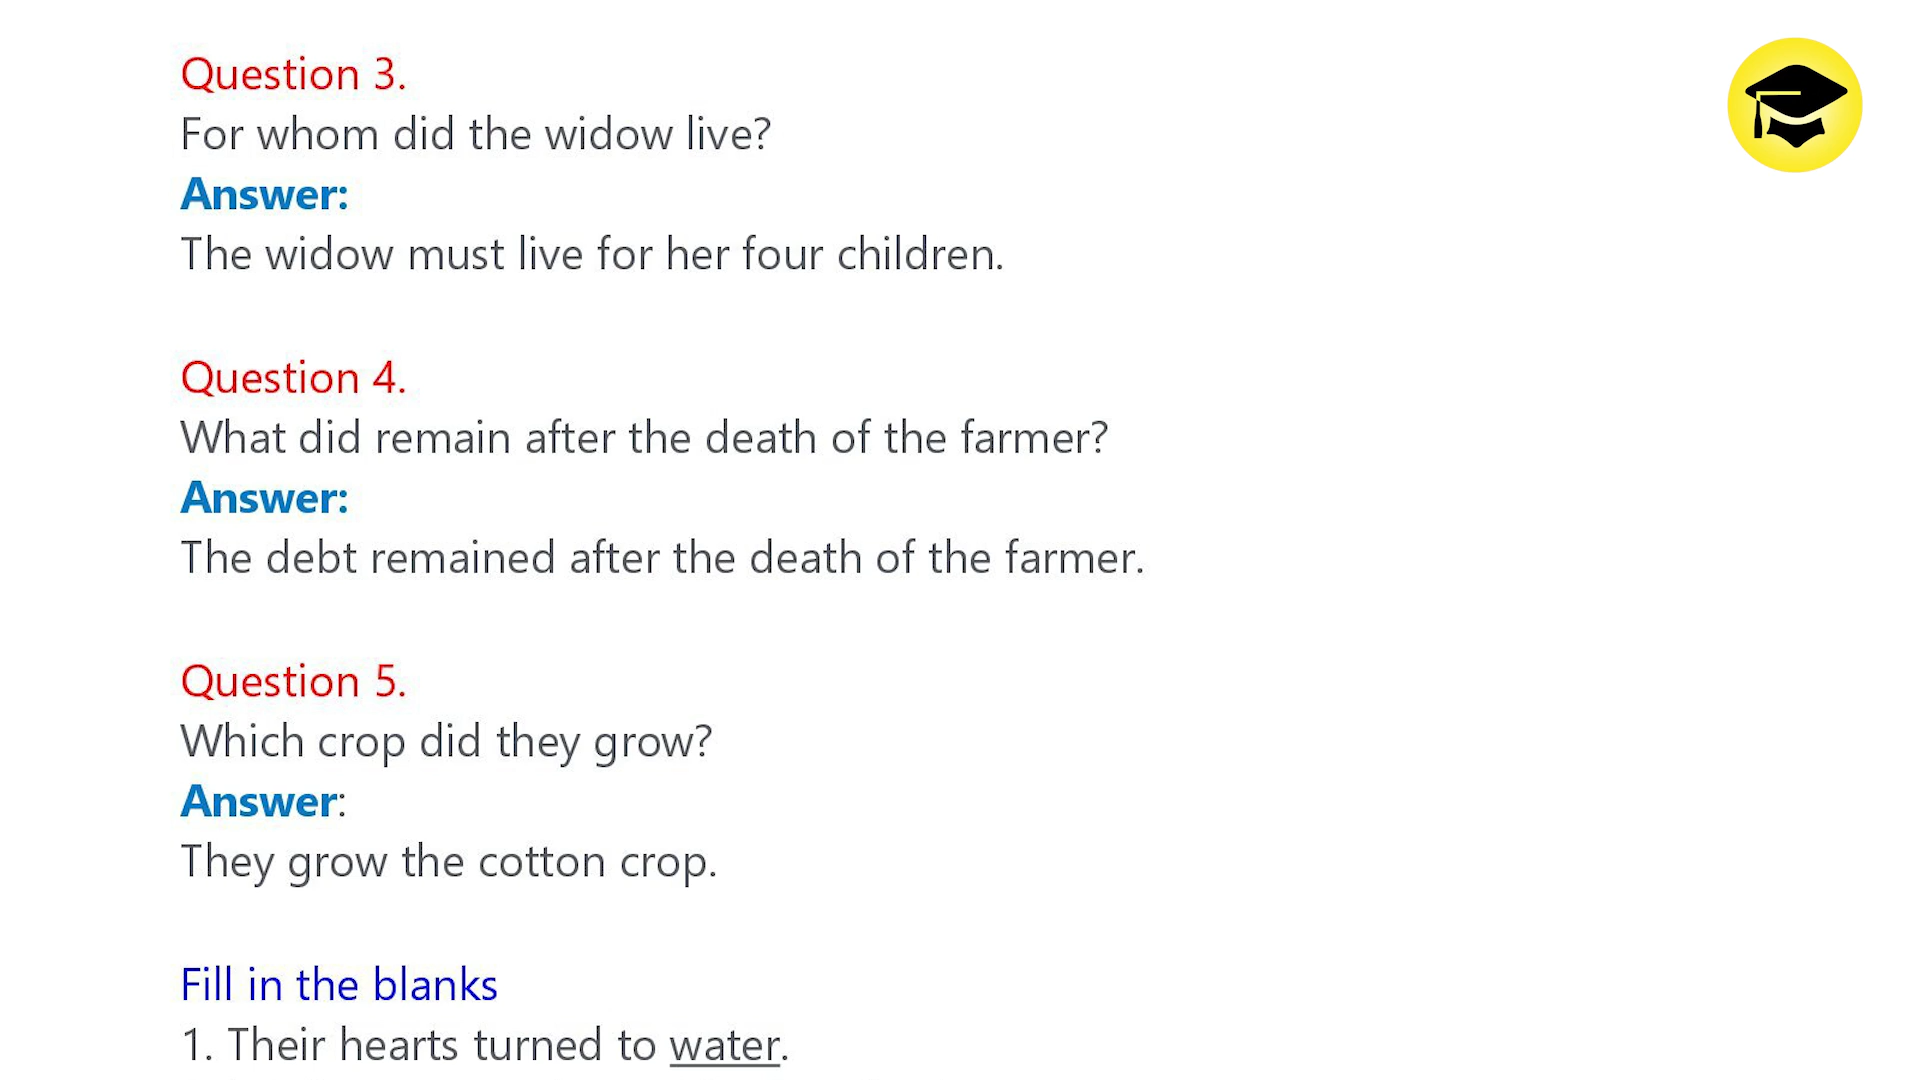 Question 3.
For whom did the widow live?
Answer:
The widow must live for her four children.
Question 4.
What did remain after the death of the farmer?
Answer:
The debt remained after the death of the farmer.
Question 5.
Which crop did they grow?
Answer:
They grow the cotton crop.
Fill in the blanks
1. Their hearts turned to water.